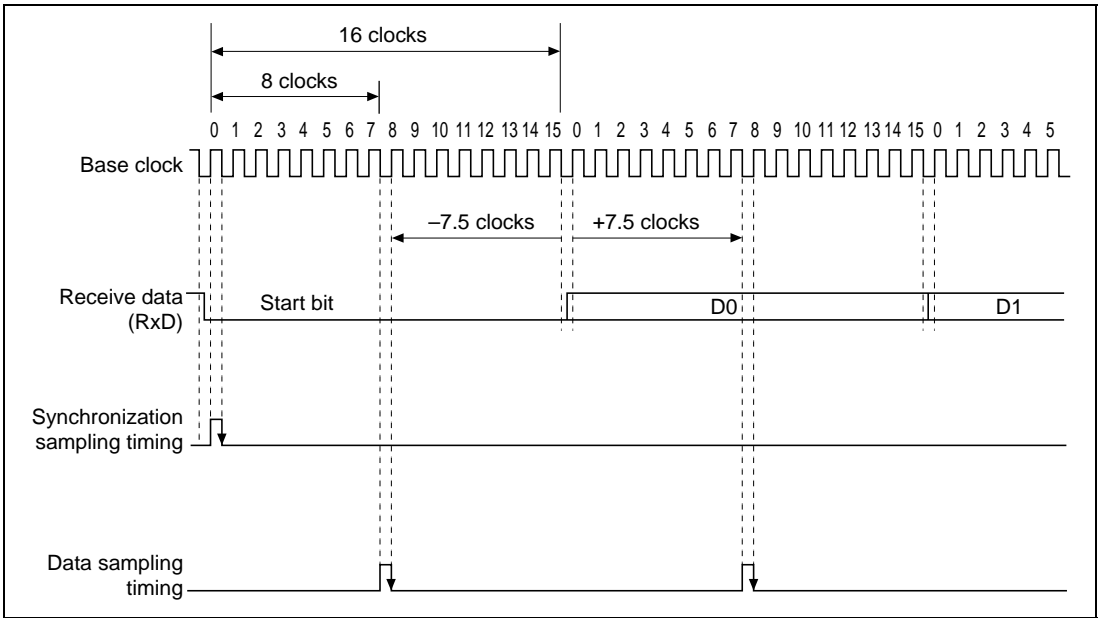 16 clocks
8 clocks
0 1 2 3 4 5 6 7 8 9 10 11 12 13 14 15 0 1 2 3 4 5 6 7 8 9 10 11 12 13 14 15 0 1 2 3 4 5
Base clock
–7.5 clocks +7.5 clocks
Receive data
(RxD)
Start bit D0 D1
Synchronization
sampling timing
Data sampling
timing